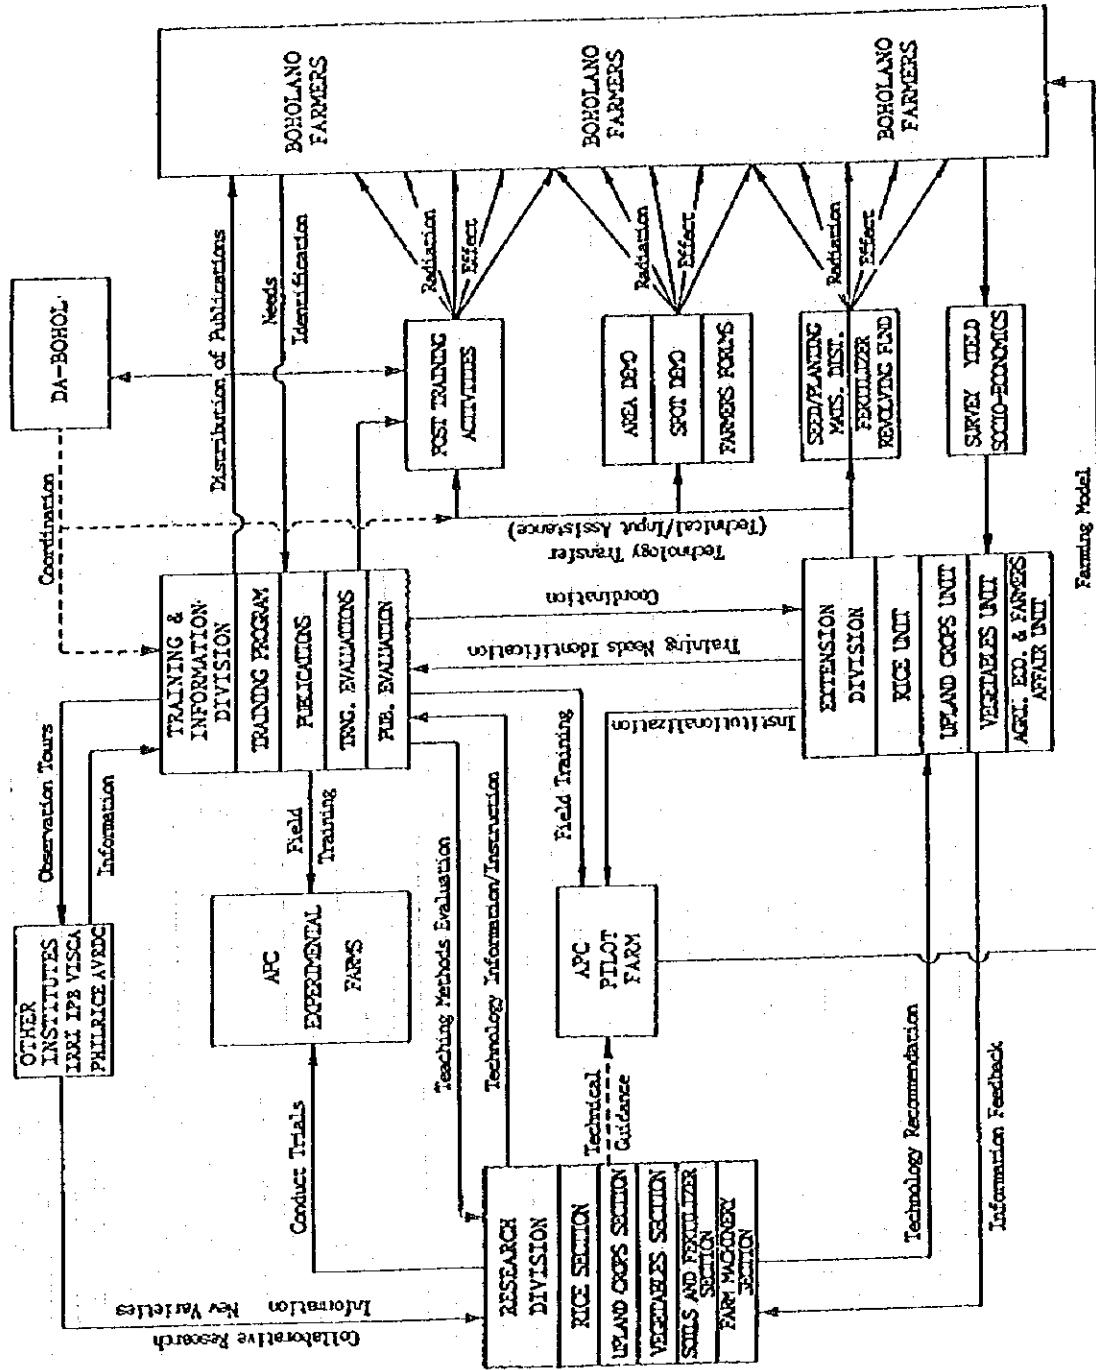 DA-BOHOL
Coordination
OTHER
INSTITUTES
IRRI IPB VISCA
PHILRICE AVRDC
Observation Tours
Information
Collaborative Research
Information New Varieties
TRAINING &
INFORMATION
DIVISION
TRAINING PROGRAM
PUBLICATIONS
TRNG. EVALUATIONS
PUB. EVALUATION
Distribution of Publications
Needs
Identification
BOHOLANO
FARMERS
BOHOLANO
FARMERS
BOHOLANO
FARMERS
APC
EXPERIMENTAL
FARMS
Field
Training
Conduct Trials
POST TRAINING
ACTIVITIES
Radiation
Effect
AREA DEMO
SPOT DEMO
FARMERS FORUMS
Radiation
Effect
SEED/PLANTING
MATS. DIST.
FERTILIZER
REVOLVING FUND
Radiation
Effect
SURVEY YIELD
SOCIO-ECONOMICS
Technology Transfer
(Technical/Input Assistance)
Coordination
Training Needs Identification
Institutionalization
Teaching Methods Evaluation
Technology Information/Instruction
Field Training
RESEARCH
DIVISION
RICE SECTION
UPLAND CROPS SECTION
VEGETABLES SECTION
SOILS AND FERTILIZER
SECTION
FARM MACHINERY
SECTION
Technical
Guidance
APC
PILOT
FARM
EXTENSION
DIVISION
RICE UNIT
UPLAND CROPS UNIT
VEGETABLES UNIT
AGRI. ECO. & FARMERS
AFFAIR UNIT
Technology Recommendation
Information Feedback
Farming Model